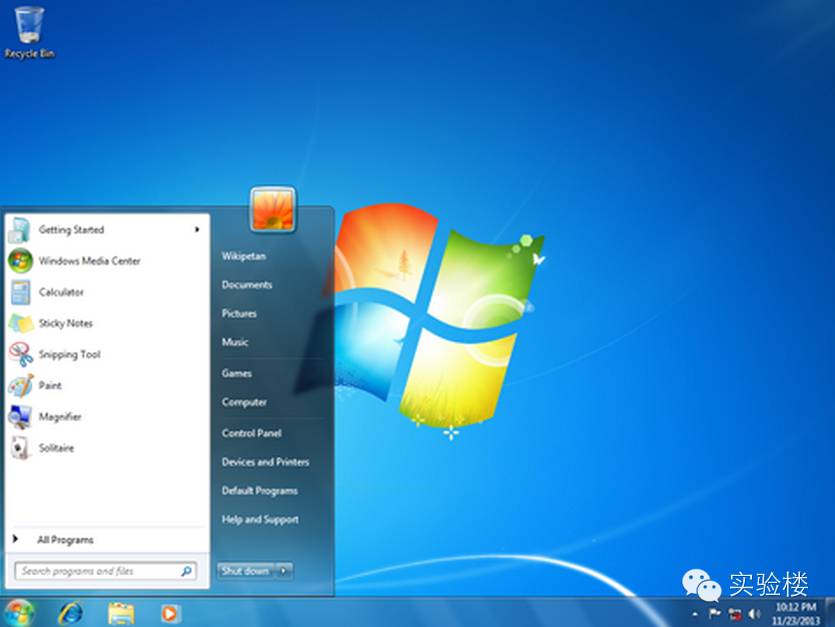 Recycle Bin
Getting Started
Windows Media Center
Calculator
Sticky Notes
Snipping Tool
Paint
Magnifier
Solitaire
All Programs
Search programs and files
Wikipetan
Documents
Pictures
Music
Games
Computer
Control Panel
Devices and Printers
Default Programs
Help and Support
Shut down
实验楼
10:12 PM
11/23/2013